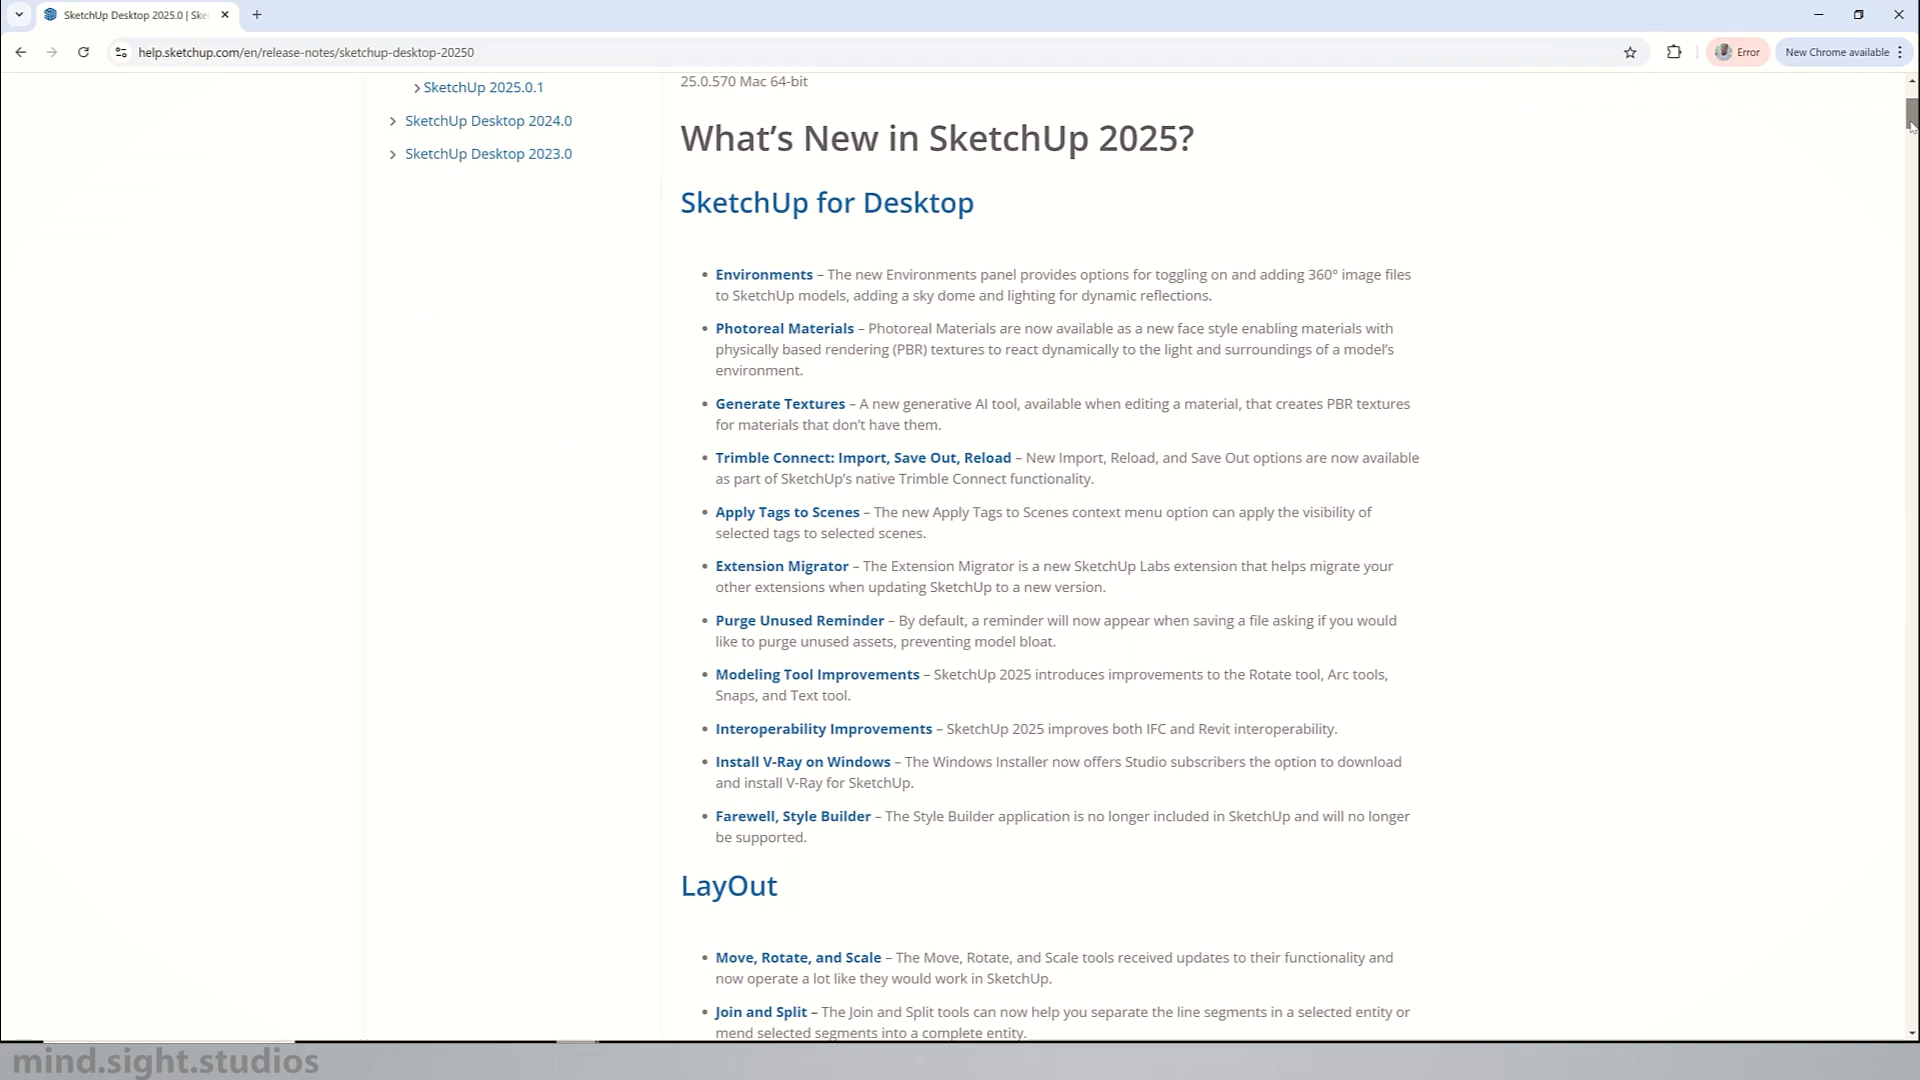 SketchUp Desktop 2025.0 | Ske
help.sketchup.com/en/release-notes/sketchup-desktop-20250
Error
New Chrome available
SketchUp 2025.0.1
SketchUp Desktop 2024.0
SketchUp Desktop 2023.0
25.0.570 Mac 64-bit
What's New in SketchUp 2025?
SketchUp for Desktop
Environments – The new Environments panel provides options for toggling on and adding 360° image files
to SketchUp models, adding a sky dome and lighting for dynamic reflections.
Photoreal Materials – Photoreal Materials are now available as a new face style enabling materials with
physically based rendering (PBR) textures to react dynamically to the light and surroundings of a model's
environment.
Generate Textures – A new generative AI tool, available when editing a material, that creates PBR textures
for materials that don't have them.
Trimble Connect: Import, Save Out, Reload – New Import, Reload, and Save Out options are now available
as part of SketchUp's native Trimble Connect functionality.
Apply Tags to Scenes – The new Apply Tags to Scenes context menu option can apply the visibility of
selected tags to selected scenes.
Extension Migrator – The Extension Migrator is a new SketchUp Labs extension that helps migrate your
other extensions when updating SketchUp to a new version.
Purge Unused Reminder – By default, a reminder will now appear when saving a file asking if you would
like to purge unused assets, preventing model bloat.
Modeling Tool Improvements – SketchUp 2025 introduces improvements to the Rotate tool, Arc tools,
Snaps, and Text tool.
Interoperability Improvements – SketchUp 2025 improves both IFC and Revit interoperability.
Install V-Ray on Windows – The Windows Installer now offers Studio subscribers the option to download
and install V-Ray for SketchUp.
Farewell, Style Builder – The Style Builder application is no longer included in SketchUp and will no longer
be supported.
LayOut
Move, Rotate, and Scale – The Move, Rotate, and Scale tools received updates to their functionality and
now operate a lot like they would work in SketchUp.
Join and Split – The Join and Split tools can now help you separate the line segments in a selected entity or
mend selected segments into a complete entity.
mind.sight.studios